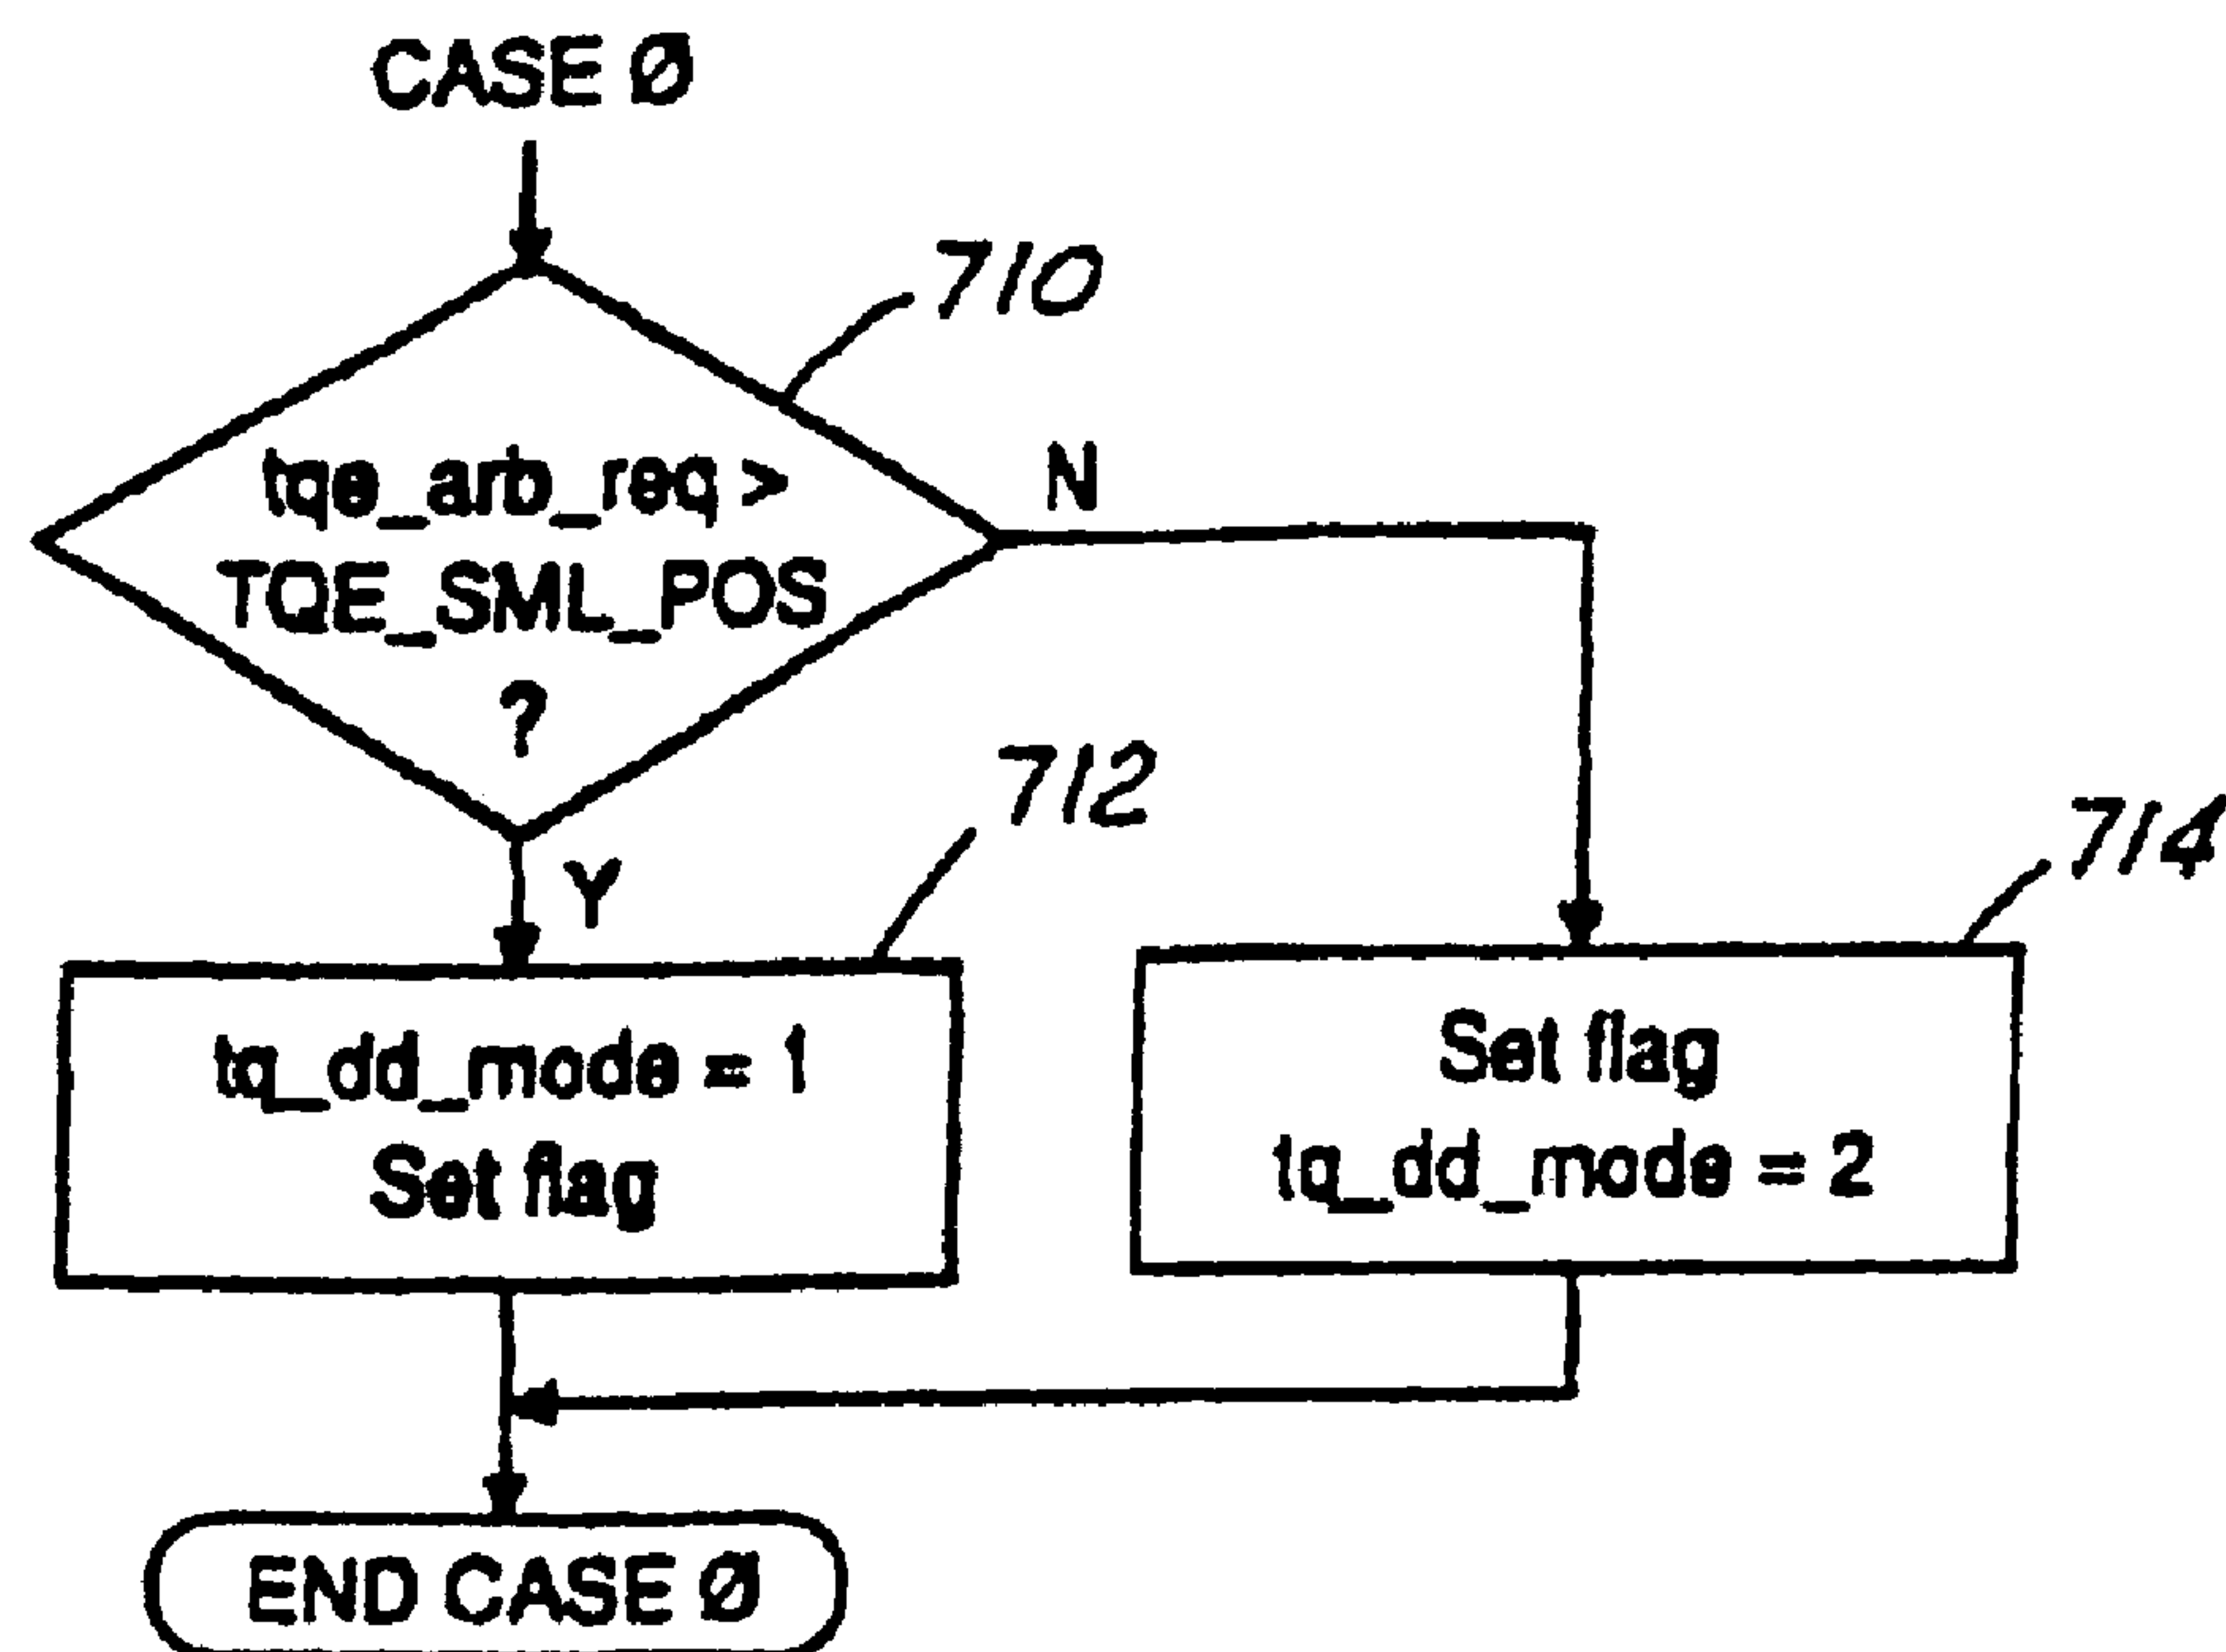 CASE Ø
710
tqe_arb_req >
TQE_SML_POS
?
N
712
Y
714
tq_dd_mode = 1
Set flag
Set flag
tq_dd_mode = 2
END CASE Ø